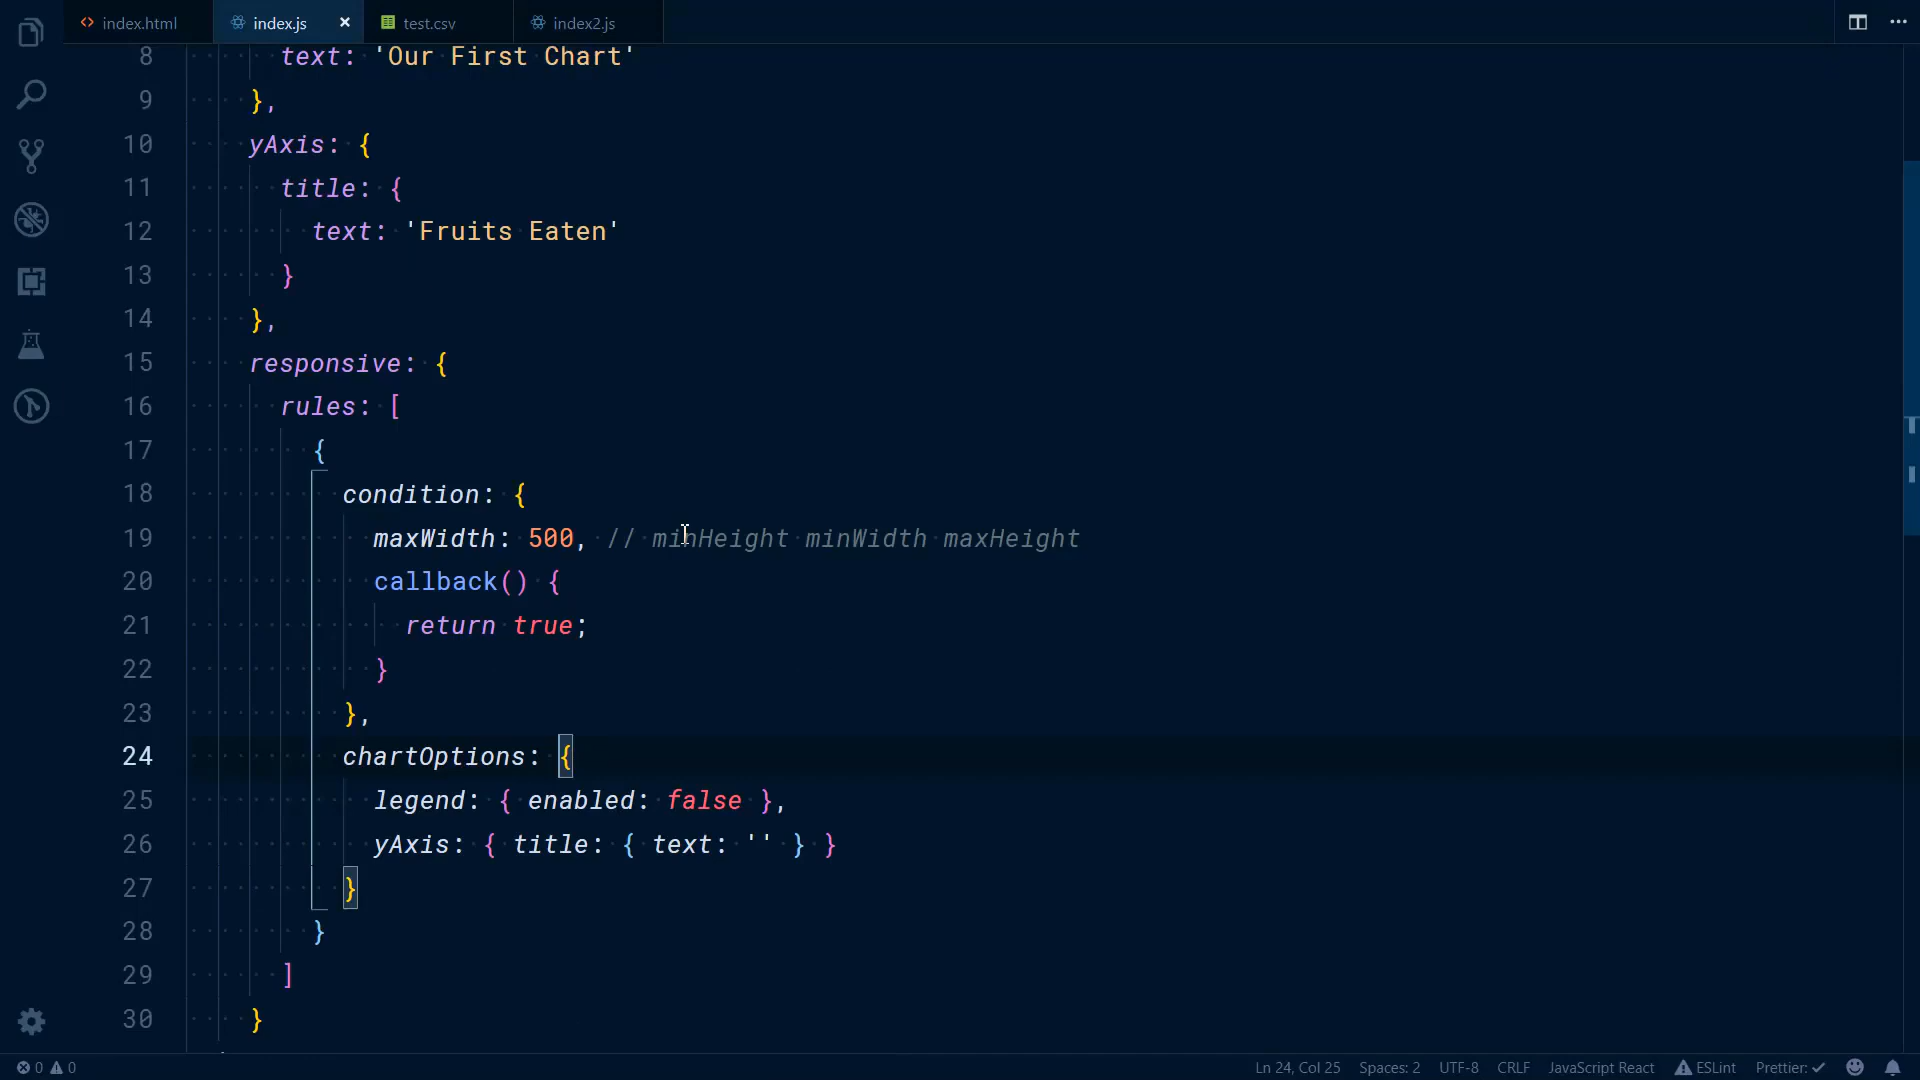 index.html index.js × test.csv index2.js
8 text: 'Our First Chart'
9 },
10 yAxis: {
11 title: {
12 text: 'Fruits Eaten'
13 }
14 },
15 responsive: {
16 rules: [
17 {
18 condition: {
19 maxWidth: 500, // minHeight minWidth maxHeight
20 callback() {
21 return true;
22 }
23 },
24 chartOptions: {
25 legend: { enabled: false },
26 yAxis: { title: { text: '' } }
27 }
28 }
29 ]
30 }
0 0 Ln 24, Col 25 Spaces: 2 UTF-8 CRLF JavaScript React ESLint Prettier: ✓